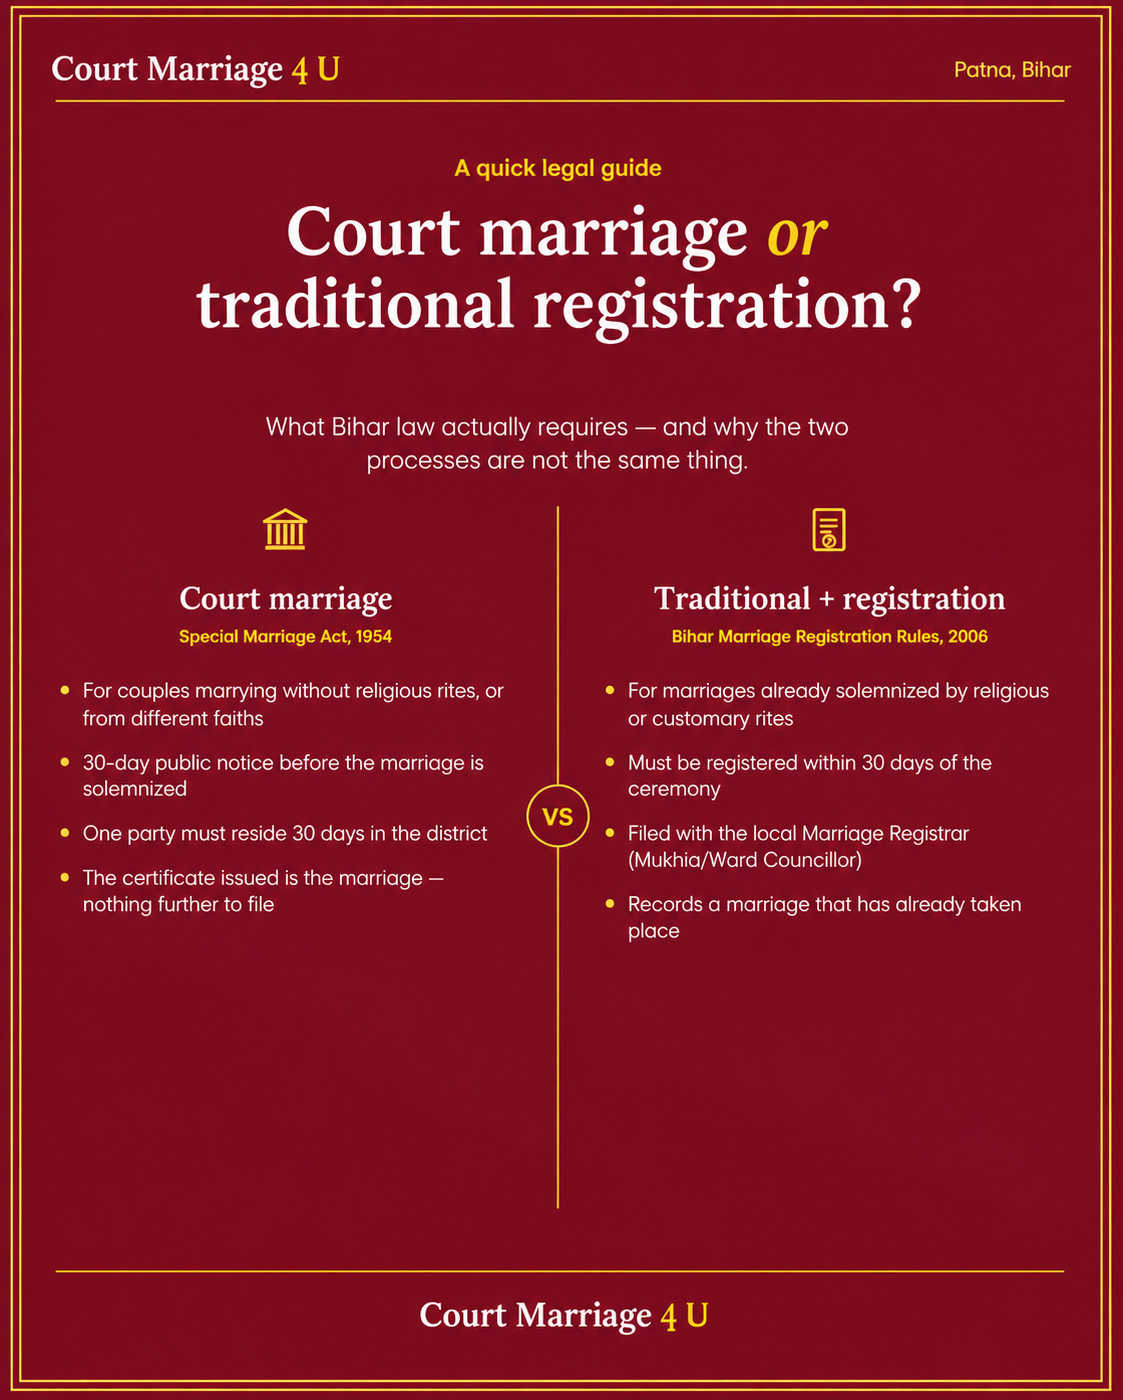 Court Marriage 4 U
Patna, Bihar
A quick legal guide
Court marriage or
traditional registration?
What Bihar law actually requires — and why the two
processes are not the same thing.
Court marriage
Special Marriage Act, 1954
• For couples marrying without religious rites, or
from different faiths
• 30-day public notice before the marriage is
solemnized
• One party must reside 30 days in the district
• The certificate issued is the marriage —
nothing further to file
VS
Traditional + registration
Bihar Marriage Registration Rules, 2006
• For marriages already solemnized by religious
or customary rites
• Must be registered within 30 days of the
ceremony
• Filed with the local Marriage Registrar
(Mukhia/Ward Councillor)
• Records a marriage that has already taken
place
Court Marriage 4 U